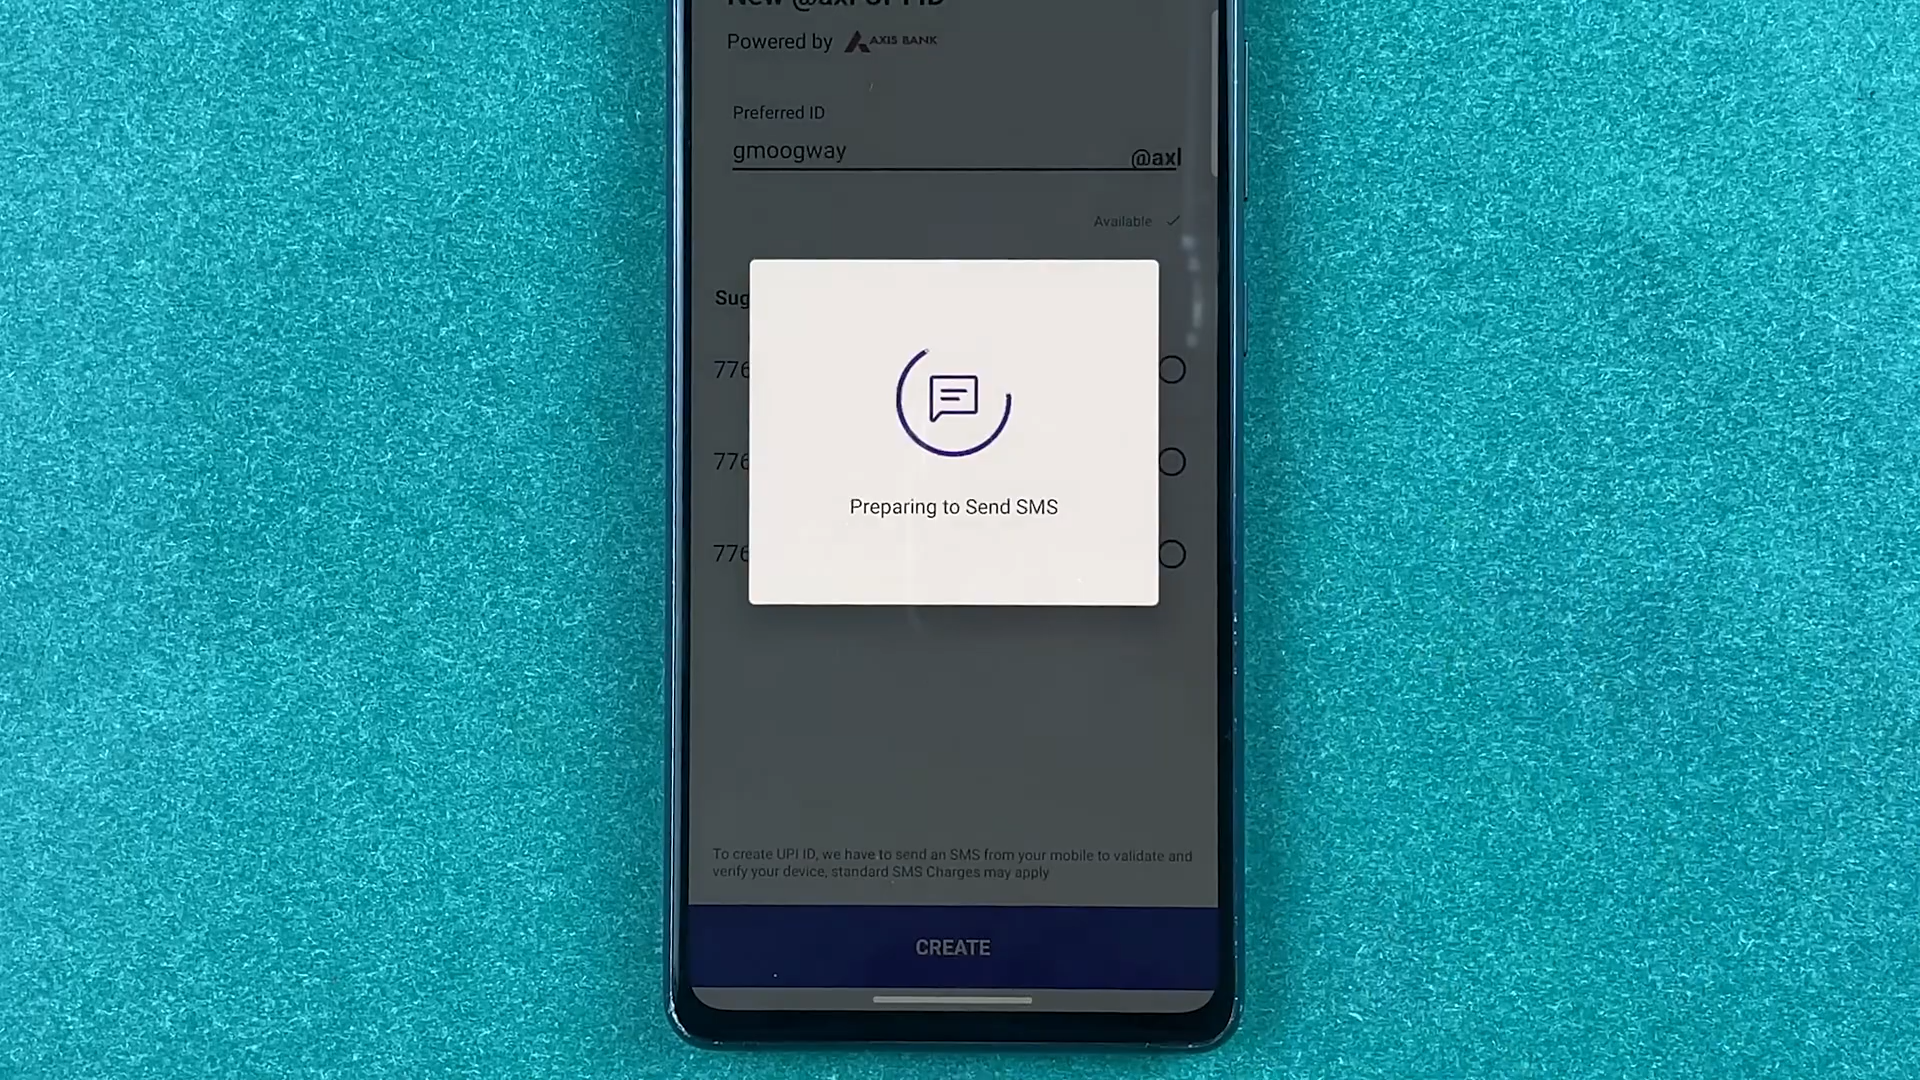 New @axl UPI ID
Powered by AXIS BANK
Preferred ID
gmoogway @axl
Available
Sug
776
776
776
Preparing to Send SMS
To create UPI ID, we have to send an SMS from your mobile to validate and
verify your device, standard SMS Charges may apply
CREATE